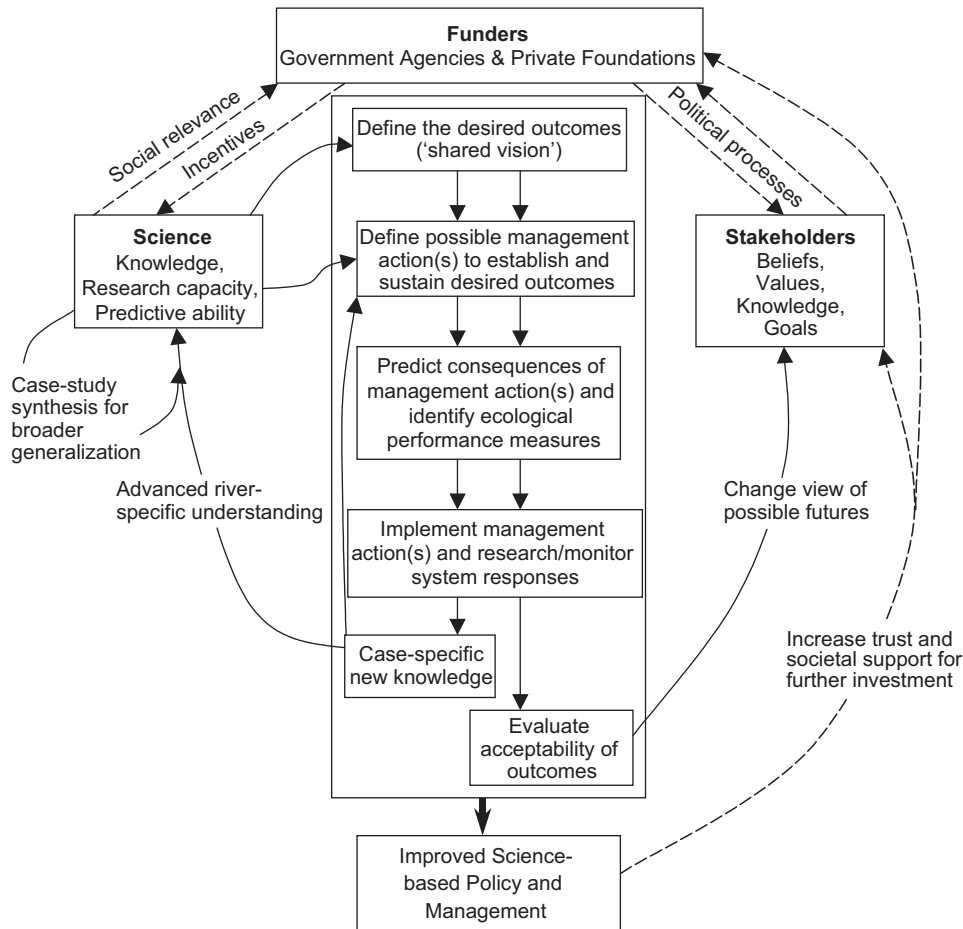 Funders
Government Agencies & Private Foundations
Social relevance
Incentives
Political processes
Define the desired outcomes
(‘shared vision’)
Science
Knowledge,
Research capacity,
Predictive ability
Define possible management
action(s) to establish and
sustain desired outcomes
Stakeholders
Beliefs,
Values,
Knowledge,
Goals
Predict consequences of
management action(s) and
identify ecological
performance measures
Case-study
synthesis for
broader
generalization
Advanced river-
specific understanding
Change view of
possible futures
Implement management
action(s) and research/monitor
system responses
Case-specific
new knowledge
Increase trust and
societal support for
further investment
Evaluate
acceptability of
outcomes
Improved Science-
based Policy and
Management